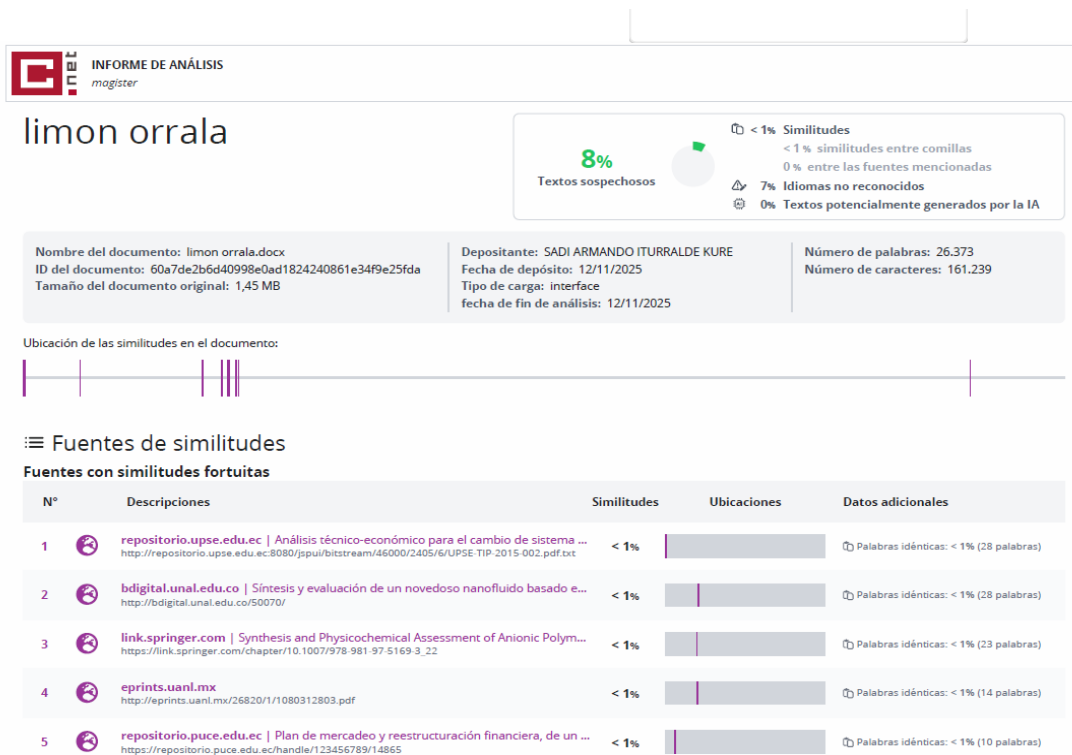 C
net
INFORME DE ANÁLISIS
magister
limon orrala
8%
Textos sospechosos
< 1% Similitudes
< 1 % similitudes entre comillas
0 % entre las fuentes mencionadas
7% Idiomas no reconocidos
0% Textos potencialmente generados por la IA
Nombre del documento: limon orrala.docx
ID del documento: 60a7de2b6d40998e0ad1824240861e34f9e25fda
Tamaño del documento original: 1,45 MB
Depositante: SADI ARMANDO ITURRALDE KURE
Fecha de depósito: 12/11/2025
Tipo de carga: interface
fecha de fin de análisis: 12/11/2025
Número de palabras: 26.373
Número de caracteres: 161.239
Ubicación de las similitudes en el documento:
Fuentes de similitudes
Fuentes con similitudes fortuitas
N° Descripciones Similitudes Ubicaciones Datos adicionales
1 repositorio.upse.edu.ec | Análisis técnico-económico para el cambio de sistema ... < 1% Palabras idénticas: < 1% (28 palabras)
http://repositorio.upse.edu.ec:8080/jspui/bitstream/46000/2405/6/UPSE-TIP-2015-002.pdf.txt
2 bdigital.unal.edu.co | Síntesis y evaluación de un novedoso nanofluido basado e... < 1% Palabras idénticas: < 1% (28 palabras)
http://bdigital.unal.edu.co/50070/
3 link.springer.com | Synthesis and Physicochemical Assessment of Anionic Polym... < 1% Palabras idénticas: < 1% (23 palabras)
https://link.springer.com/chapter/10.1007/978-981-97-5169-3_22
4 eprints.uanl.mx < 1% Palabras idénticas: < 1% (14 palabras)
http://eprints.uanl.mx/26820/1/1080312803.pdf
5 repositorio.puce.edu.ec | Plan de mercadeo y reestructuración financiera, de un ... < 1% Palabras idénticas: < 1% (10 palabras)
https://repositorio.puce.edu.ec/handle/123456789/14865